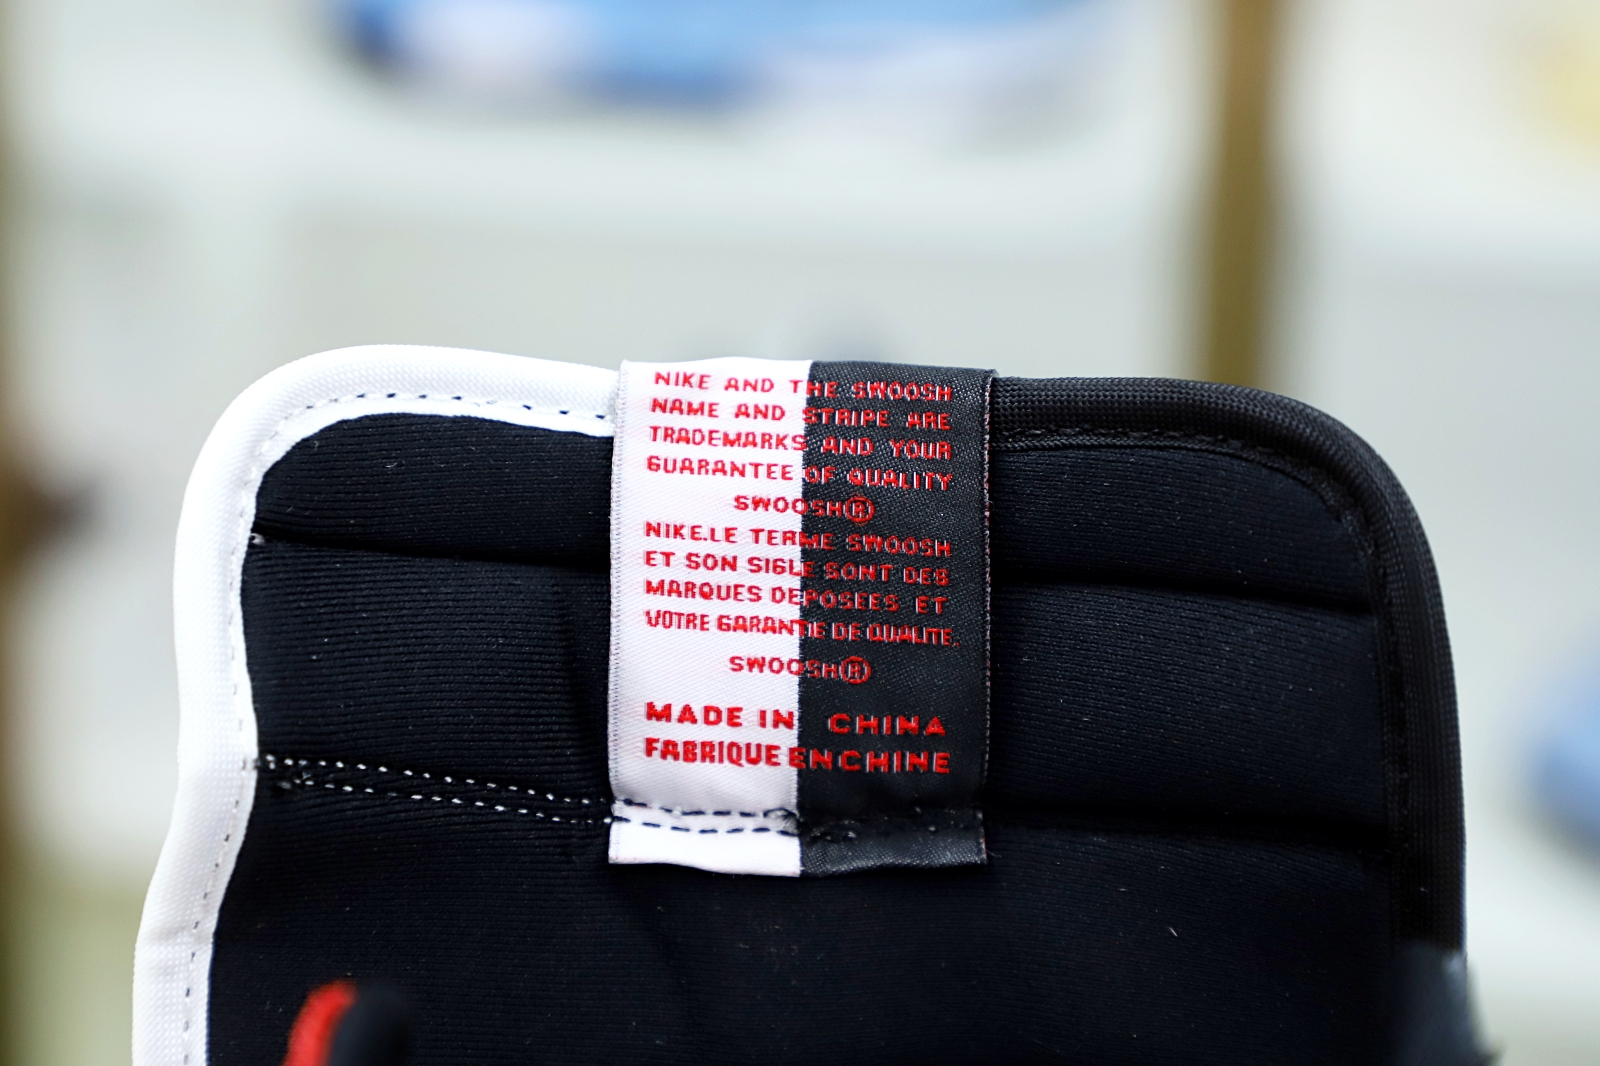 NIKE AND THE SWOOSH
NAME AND STRIPE ARE
TRADEMARKS AND YOUR
GUARANTEE OF QUALITY
SWOOSH®
NIKE.LE TERME SWOOSH
ET SON SIGLE SONT DES
MARQUES DEPOSEES ET
VOTRE GARANTIE DE QUALITE.
SWOOSH®
MADE IN CHINA
FABRIQUE EN CHINE